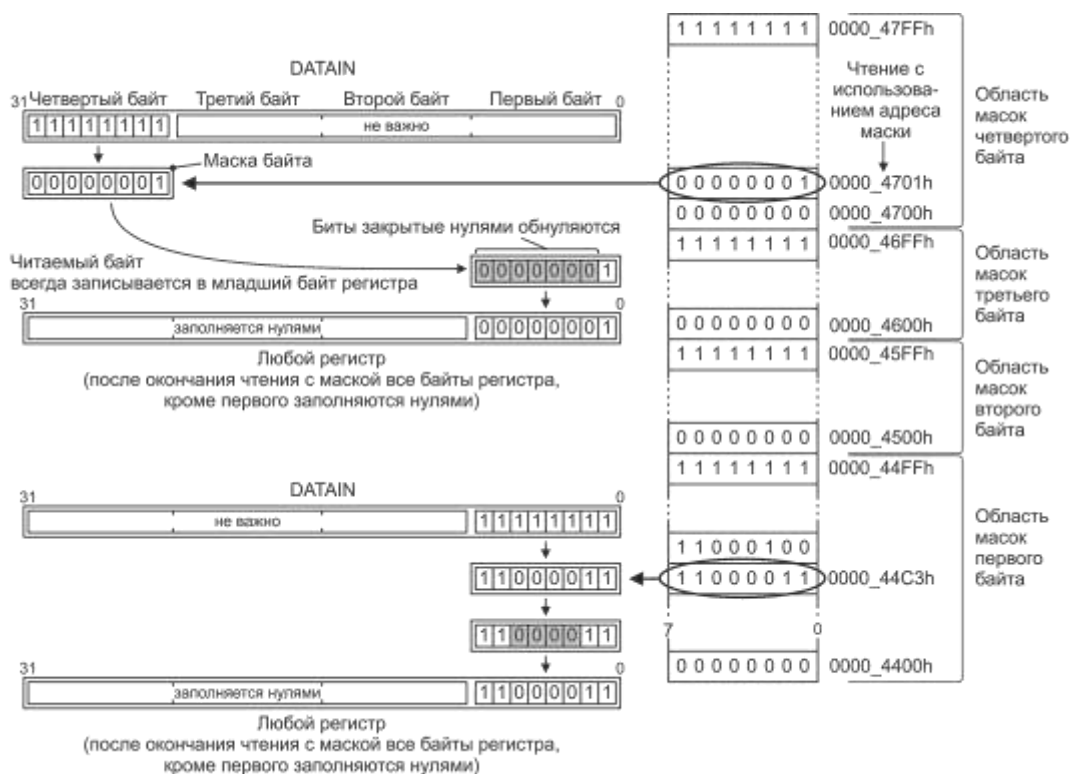 DATAIN
31 Четвертый байт Третий байт Второй байт Первый байт 0
1 1 1 1 1 1 1 1 не важно
Маска байта
0 0 0 0 0 0 0 1
Биты закрытые нулями обнуляются
0 0 0 0 0 0 0 1
Читаемый байт
всегда записывается в младший байт регистра
31 0
заполняется нулями 0 0 0 0 0 0 0 1
Любой регистр
(после окончания чтения с маской все байты регистра,
кроме первого заполняются нулями)
DATAIN
31 0
не важно 1 1 1 1 1 1 1 1
1 1 0 0 0 0 1 1
1 1 0 0 0 0 1 1
31 0
заполняется нулями 1 1 0 0 0 0 1 1
Любой регистр
(после окончания чтения с маской все байты регистра,
кроме первого заполняются нулями)
1 1 1 1 1 1 1 1 0000_47FFh
Чтение с
использова-
нием адреса
маски
0 0 0 0 0 0 0 1 0000_4701h
0 0 0 0 0 0 0 0 0000_4700h
Область
масок
четвертого
байта
1 1 1 1 1 1 1 1 0000_46FFh
0 0 0 0 0 0 0 0 0000_4600h
Область
масок
третьего
байта
1 1 1 1 1 1 1 1 0000_45FFh
0 0 0 0 0 0 0 0 0000_4500h
Область
масок
второго
байта
1 1 1 1 1 1 1 1 0000_44FFh
1 1 0 0 0 1 0 0
1 1 0 0 0 0 1 1 0000_44C3h
7 0
0 0 0 0 0 0 0 0 0000_4400h
Область
масок
первого
байта